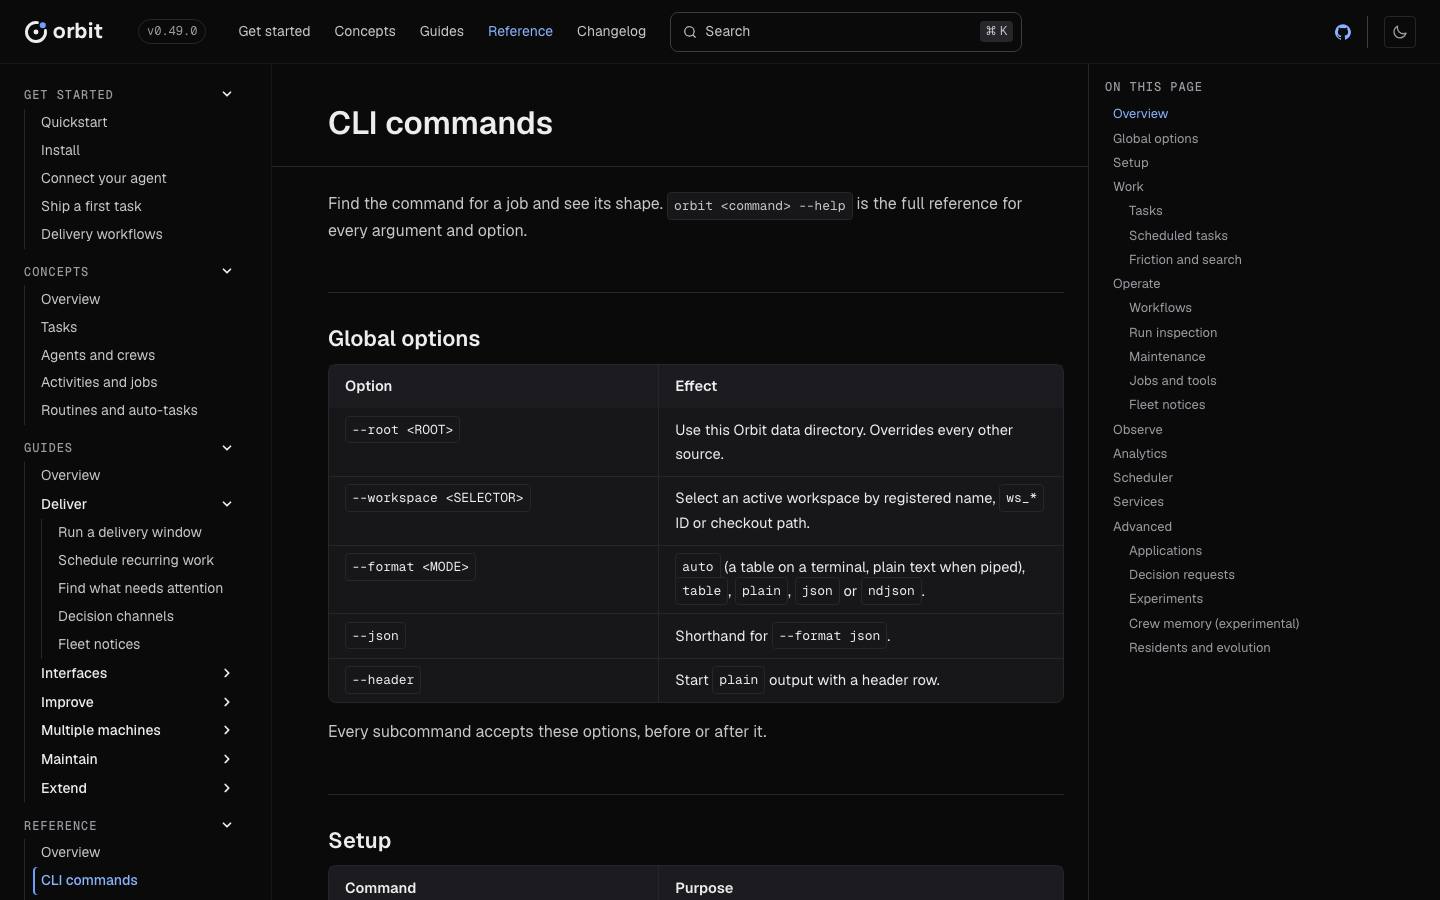 orbit
v0.49.0
Get started
Concepts
Guides
Reference
Changelog
Search
⌘ K
GET STARTED
Quickstart
Install
Connect your agent
Ship a first task
Delivery workflows
CONCEPTS
Overview
Tasks
Agents and crews
Activities and jobs
Routines and auto-tasks
GUIDES
Overview
Deliver
Run a delivery window
Schedule recurring work
Find what needs attention
Decision channels
Fleet notices
Interfaces
Improve
Multiple machines
Maintain
Extend
REFERENCE
Overview
CLI commands
CLI commands
Find the command for a job and see its shape. orbit <command> --help is the full reference for
every argument and option.
Global options
Option
Effect
--root <ROOT>
Use this Orbit data directory. Overrides every other
source.
--workspace <SELECTOR>
Select an active workspace by registered name, ws_*
ID or checkout path.
--format <MODE>
auto (a table on a terminal, plain text when piped),
table, plain, json or ndjson.
--json
Shorthand for --format json.
--header
Start plain output with a header row.
Every subcommand accepts these options, before or after it.
Setup
Command
Purpose
ON THIS PAGE
Overview
Global options
Setup
Work
Tasks
Scheduled tasks
Friction and search
Operate
Workflows
Run inspection
Maintenance
Jobs and tools
Fleet notices
Observe
Analytics
Scheduler
Services
Advanced
Applications
Decision requests
Experiments
Crew memory (experimental)
Residents and evolution